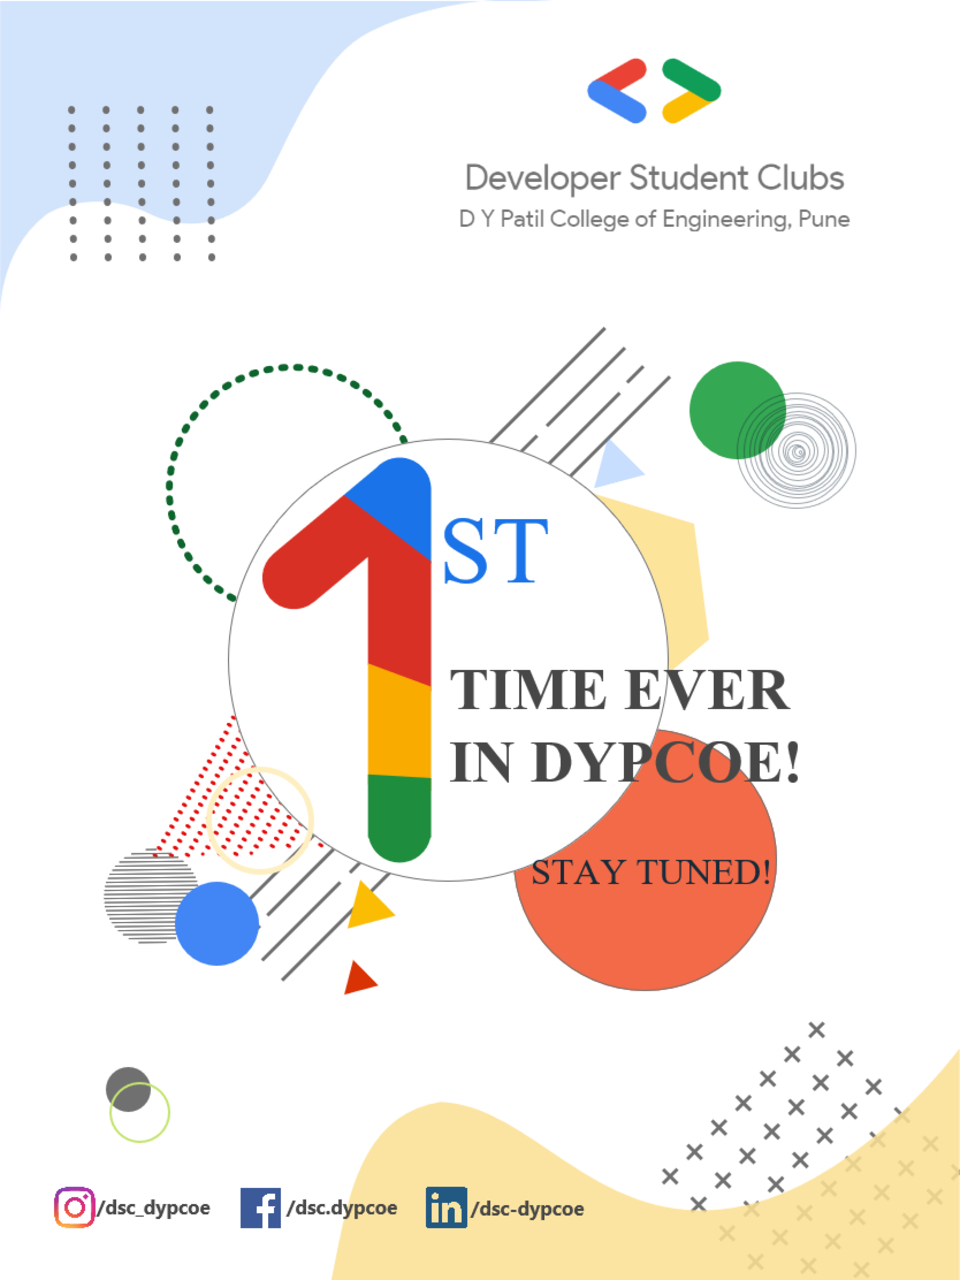 Developer Student Clubs
D Y Patil College of Engineering, Pune
1ST
TIME EVER
IN DYPCOE!
STAY TUNED!
/dsc_dypcoe /dsc.dypcoe /dsc-dypcoe